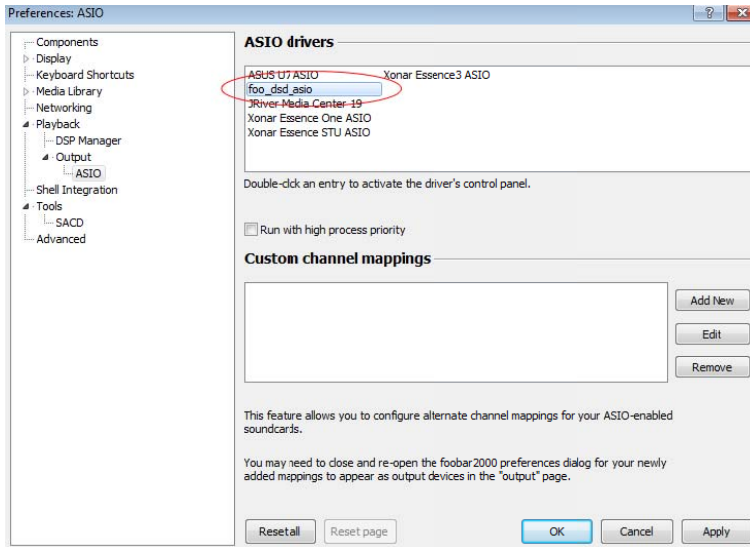 Preferences: ASIO
Components
Display
Keyboard Shortcuts
Media Library
Networking
Playback
DSP Manager
Output
ASIO
Shell Integration
Tools
SACD
Advanced
ASIO drivers
ASUS U7 ASIO
foo_dsd_asio
JRiver Media Center 19
Xonar Essence One ASIO
Xonar Essence STU ASIO
Xonar Essence3 ASIO
Double-click an entry to activate the driver's control panel.
Run with high process priority
Custom channel mappings
Add New
Edit
Remove
This feature allows you to configure alternate channel mappings for your ASIO-enabled
soundcards.
You may need to close and re-open the foobar2000 preferences dialog for your newly
added mappings to appear as output devices in the "output" page.
Reset all
Reset page
OK
Cancel
Apply